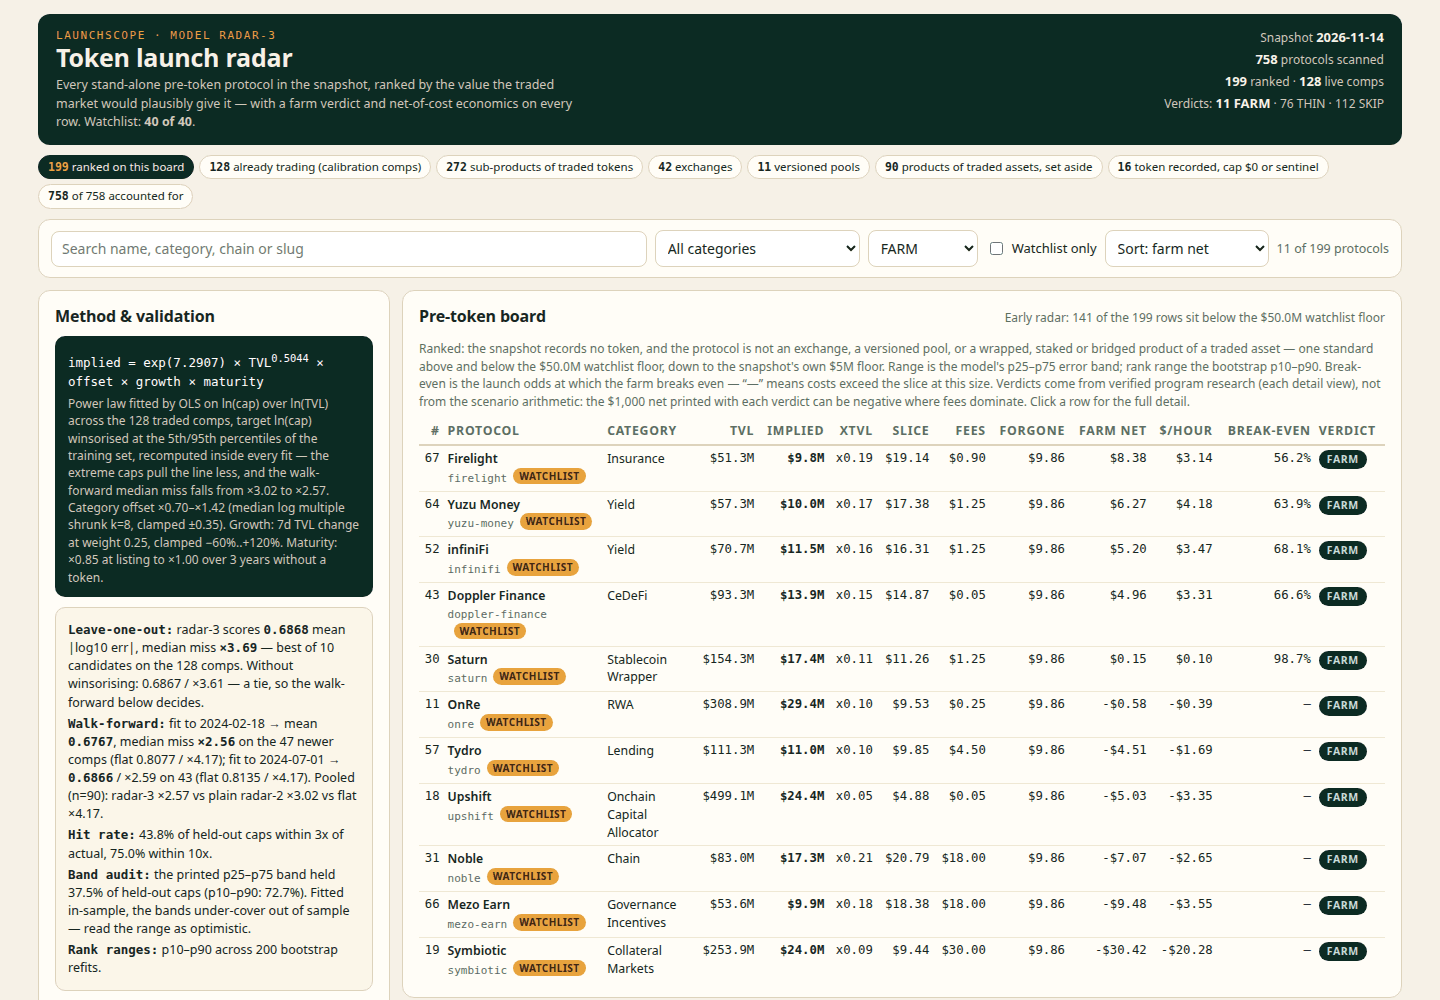 LAUNCHSCOPE · MODEL RADAR-3
Token launch radar
Every stand-alone pre-token protocol in the snapshot, ranked by the value the traded
market would plausibly give it — with a farm verdict and net-of-cost economics on every
row. Watchlist: 40 of 40.
Snapshot 2026-11-14
758 protocols scanned
199 ranked · 128 live comps
Verdicts: 11 FARM · 76 THIN · 112 SKIP
199 ranked on this board
128 already trading (calibration comps)
272 sub-products of traded tokens
42 exchanges
11 versioned pools
90 products of traded assets, set aside
16 token recorded, cap $0 or sentinel
758 of 758 accounted for
Search name, category, chain or slug
All categories
FARM
Watchlist only
Sort: farm net
11 of 199 protocols
Method & validation
implied = exp(7.2907) × TVL^0.5044 ×
offset × growth × maturity
Power law fitted by OLS on ln(cap) over ln(TVL)
across the 128 traded comps, target ln(cap)
winsorised at the 5th/95th percentiles of the
training set, recomputed inside every fit — the
extreme caps pull the line less, and the walk-
forward median miss falls from ×3.02 to ×2.57.
Category offset ×0.70–×1.42 (median log multiple
shrunk k=8, clamped ±0.35). Growth: 7d TVL change
at weight 0.25, clamped −60%..+120%. Maturity:
×0.85 at listing to ×1.00 over 3 years without a
token.
Leave-one-out: radar-3 scores 0.6868 mean
|log10 err|, median miss ×3.69 — best of 10
candidates on the 128 comps. Without
winsorising: 0.6867 / ×3.61 — a tie, so the walk-
forward below decides.
Walk-forward: fit to 2024-02-18 → mean
0.6767, median miss ×2.56 on the 47 newer
comps (flat 0.8077 / ×4.17); fit to 2024-07-01 →
0.6866 / ×2.59 on 43 (flat 0.8135 / ×4.17). Pooled
(n=90): radar-3 ×2.57 vs plain radar-2 ×3.02 vs flat
×4.17.
Hit rate: 43.8% of held-out caps within 3x of
actual, 75.0% within 10x.
Band audit: the printed p25–p75 band held
37.5% of held-out caps (p10–p90: 72.7%). Fitted
in-sample, the bands under-cover out of sample
— read the range as optimistic.
Rank ranges: p10–p90 across 200 bootstrap
refits.
Pre-token board
Early radar: 141 of the 199 rows sit below the $50.0M watchlist floor
Ranked: the snapshot records no token, and the protocol is not an exchange, a versioned pool, or a wrapped, staked or bridged product of a traded asset — one standard
above and below the $50.0M watchlist floor, down to the snapshot's own $5M floor. Range is the model's p25–p75 error band; rank range the bootstrap p10–p90. Break-
even is the launch odds at which the farm breaks even — “—” means costs exceed the slice at this size. Verdicts come from verified program research (each detail view), not
from the scenario arithmetic: the $1,000 net printed with each verdict can be negative where fees dominate. Click a row for the full detail.
# PROTOCOL CATEGORY TVL IMPLIED XTVL SLICE FEES FORGONE FARM NET $/HOUR BREAK-EVEN VERDICT
67 Firelight Insurance $51.3M $9.8M x0.19 $19.14 $0.90 $9.86 $8.38 $3.14 56.2% FARM
firelight WATCHLIST
64 Yuzu Money Yield $57.3M $10.0M x0.17 $17.38 $1.25 $9.86 $6.27 $4.18 63.9% FARM
yuzu-money WATCHLIST
52 infiniFi Yield $70.7M $11.5M x0.16 $16.31 $1.25 $9.86 $5.20 $3.47 68.1% FARM
infinifi WATCHLIST
43 Doppler Finance CeDeFi $93.3M $13.9M x0.15 $14.87 $0.05 $9.86 $4.96 $3.31 66.6% FARM
doppler-finance
WATCHLIST
30 Saturn Stablecoin $154.3M $17.4M x0.11 $11.26 $1.25 $9.86 $0.15 $0.10 98.7% FARM
saturn WATCHLIST Wrapper
11 OnRe RWA $308.9M $29.4M x0.10 $9.53 $0.25 $9.86 -$0.58 -$0.39 — FARM
onre WATCHLIST
57 Tydro Lending $111.3M $11.0M x0.10 $9.85 $4.50 $9.86 -$4.51 -$1.69 — FARM
tydro WATCHLIST
18 Upshift Onchain $499.1M $24.4M x0.05 $4.88 $0.05 $9.86 -$5.03 -$3.35 — FARM
upshift WATCHLIST Capital
Allocator
31 Noble Chain $83.0M $17.3M x0.21 $20.79 $18.00 $9.86 -$7.07 -$2.65 — FARM
noble WATCHLIST
66 Mezo Earn Governance $53.6M $9.9M x0.18 $18.38 $18.00 $9.86 -$9.48 -$3.55 — FARM
mezo-earn WATCHLIST Incentives
19 Symbiotic Collateral $253.9M $24.0M x0.09 $9.44 $30.00 $9.86 -$30.42 -$20.28 — FARM
symbiotic WATCHLIST Markets